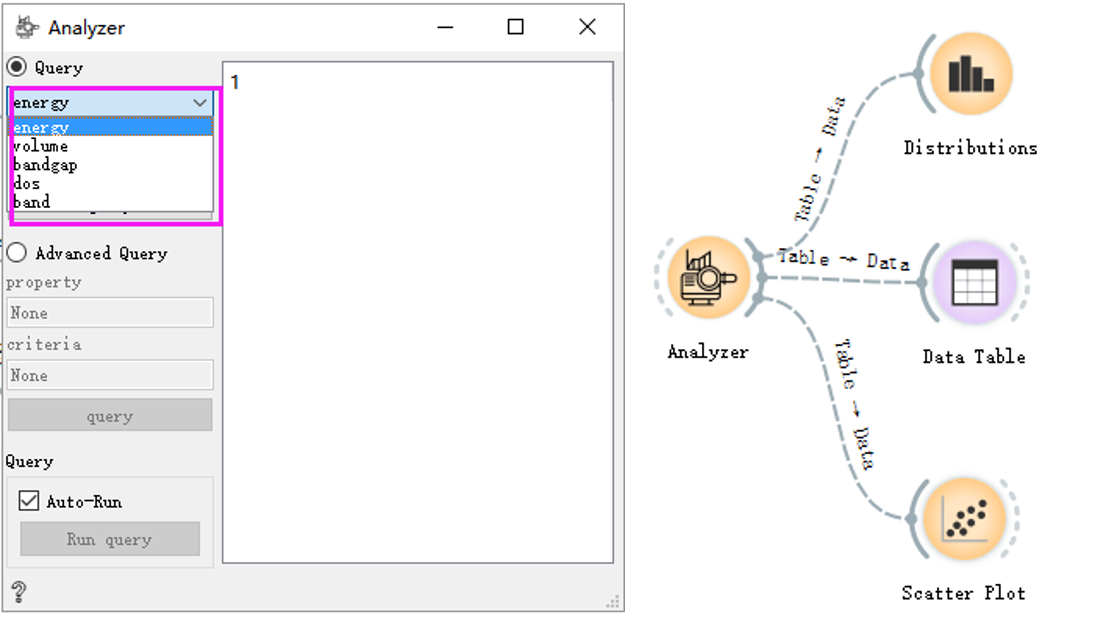 Analyzer
Query
energy
energy
volume
bandgap
dos
band
Advanced Query
property
None
criteria
None
query
Query
Auto-Run
Run query
?
1
Table → Data
Distributions
Table → Data
Analyzer
Data Table
Table → Data
Scatter Plot